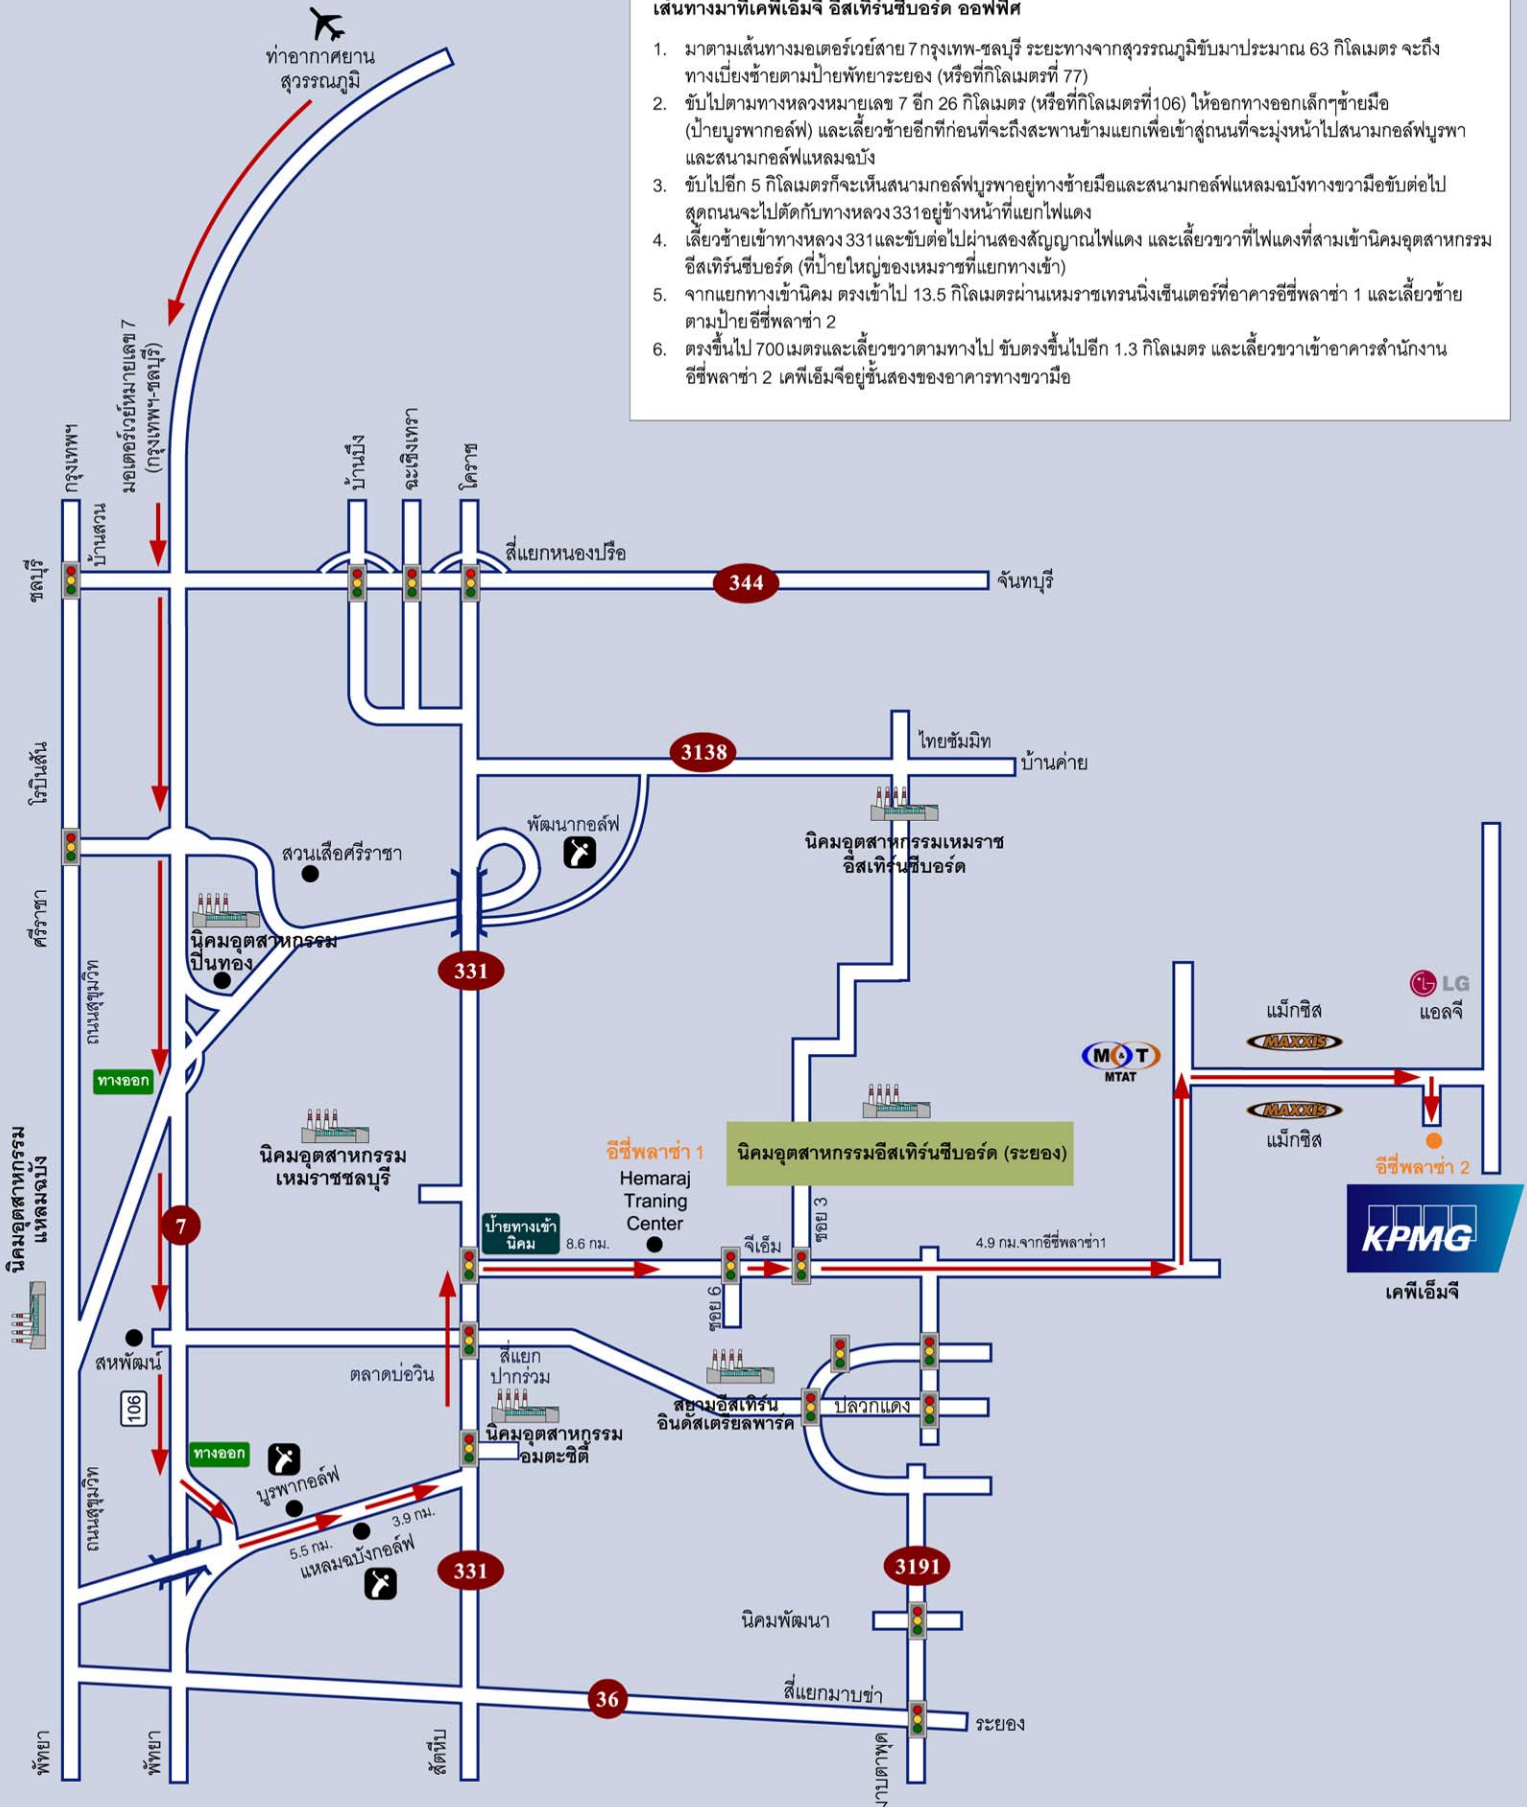 เส้นทางมาที่เคพีเอ็มจี อีสเทิร์นซีบอร์ด ออฟฟิศ
1. มาตามเส้นทางมอเตอร์เวย์สาย 7 กรุงเทพ-ชลบุรี ระยะทางจากสุวรรณภูมิขับมาประมาณ 63 กิโลเมตร จะถึง
ทางเบี่ยงซ้ายตามป้ายพัทยาระยอง (หรือที่กิโลเมตรที่ 77)
2. ขับไปตามทางหลวงหมายเลข 7 อีก 26 กิโลเมตร (หรือที่กิโลเมตรที่106) ให้ออกทางออกเล็กๆซ้ายมือ
(ป้ายบูรพากอล์ฟ) และเลี้ยวซ้ายอีกทีก่อนที่จะถึงสะพานข้ามแยกเพื่อเข้าสู่ถนนที่จะมุ่งหน้าไปสนามกอล์ฟบูรพา
และสนามกอล์ฟแหลมฉบัง
3. ขับไปอีก 5 กิโลเมตรก็จะเห็นสนามกอล์ฟบูรพาอยู่ทางซ้ายมือและสนามกอล์ฟแหลมฉบังทางขวามือขับต่อไป
สุดถนนจะไปตัดกับทางหลวง331อยู่ข้างหน้าที่แยกไฟแดง
4. เลี้ยวซ้ายเข้าทางหลวง 331และขับต่อไปผ่านสองสัญญาณไฟแดง และเลี้ยวขวาที่ไฟแดงที่สามเข้านิคมอุตสาหกรรม
อีสเทิร์นซีบอร์ด (ที่ป้ายใหญ่ของเหมราชที่แยกทางเข้า)
5. จากแยกทางเข้านิคม ตรงเข้าไป 13.5 กิโลเมตรผ่านเหมราชเทรนนิ่งเซ็นเตอร์ที่อาคารอีซี่พลาซ่า 1 และเลี้ยวซ้าย
ตามป้ายอีซี่พลาซ่า 2
6. ตรงขึ้นไป 700เมตรและเลี้ยวขวาตามทางไป ขับตรงขึ้นไปอีก 1.3 กิโลเมตร และเลี้ยวขวาเข้าอาคารสำนักงาน
อีซี่พลาซ่า 2 เคพีเอ็มจีอยู่ชั้นสองของอาคารทางขวามือ
ท่าอากาศยาน
สุวรรณภูมิ
มอเตอร์เวย์หมายเลข 7
(กรุงเทพฯ-ชลบุรี)
กรุงเทพฯ
บ้านสวน
ชลบุรี
บ้านบึง
ฉะเชิงเทรา
โคราช
สี่แยกหนองปรือ
344
จันทบุรี
โรบินสัน
3138
ไทยซัมมิท
บ้านค่าย
พัฒนากอล์ฟ
สวนเสือศรีราชา
นิคมอุตสาหกรรมเหมราช
อีสเทิร์นซีบอร์ด
ศรีราชา
นิคมอุตสาหกรรม
ปิ่นทอง
331
ถนนสุขุมวิท
LG
แอลจี
แม็กซิส
MAXXIS
M&T
MTAT
ทางออก
MAXXIS
แม็กซิส
นิคมอุตสาหกรรม
แหลมฉบัง
นิคมอุตสาหกรรม
เหมราชชลบุรี
อีซี่พลาซ่า 1
Hemaraj
Traning
Center
นิคมอุตสาหกรรมอีสเทิร์นซีบอร์ด (ระยอง)
อีซี่พลาซ่า 2
KPMG
เคพีเอ็มจี
7
ป้ายทางเข้า
นิคม
8.6 กม.
จีเอ็ม
ซอย 3
4.9 กม.จากอีซี่พลาซ่า1
ซอย 6
สหพัฒน์
ตลาดบ่อวิน
สี่แยก
ปากร่วม
106
สยามอีสเทิร์น
อินดัสเตรียลพาร์ค
ปลวกแดง
นิคมอุตสาหกรรม
อมตะซิตี้
ทางออก
บูรพากอล์ฟ
ถนนสุขุมวิท
5.5 กม.
3.9 กม.
แหลมฉบังกอล์ฟ
331
3191
นิคมพัฒนา
36
สี่แยกมาบข่า
ระยอง
พัทยา
พัทยา
สัตหีบ
มาบตาพุด